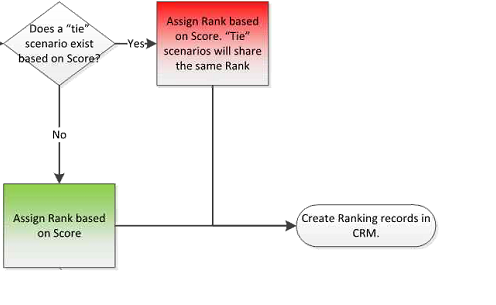 Does a “tie”
scenario exist
based on Score?
Yes
Assign Rank based
on Score. “Tie”
scenarios will share
the same Rank
No
Assign Rank based
on Score
Create Ranking records in
CRM.